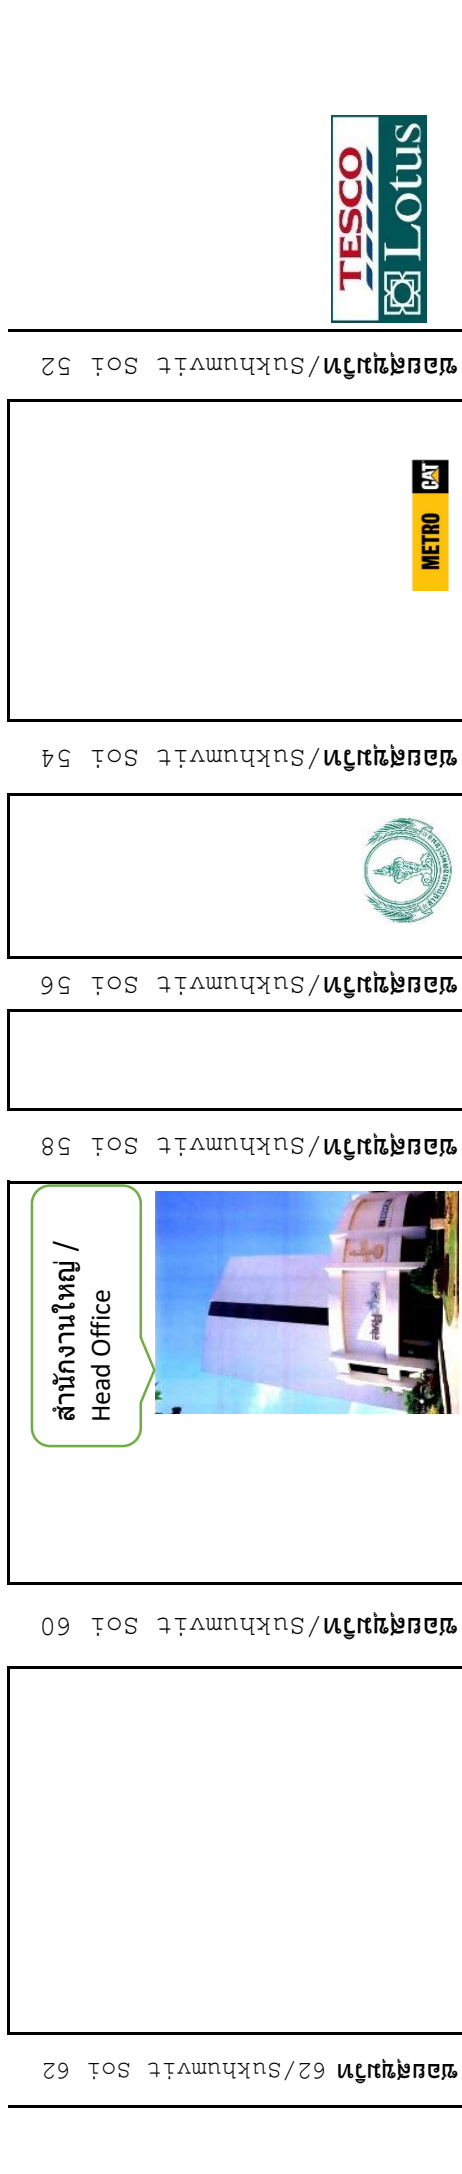 TESCO
Lotus
ซอยสุขุมวิท/Sukhumvit Soi 52
METRO CAT
ซอยสุขุมวิท/Sukhumvit Soi 54
ซอยสุขุมวิท/Sukhumvit Soi 56
ซอยสุขุมวิท/Sukhumvit Soi 58
สำนักงานใหญ่ /
Head Office
ซอยสุขุมวิท/Sukhumvit Soi 60
ซอยสุขุมวิท 62/Sukhumvit Soi 62